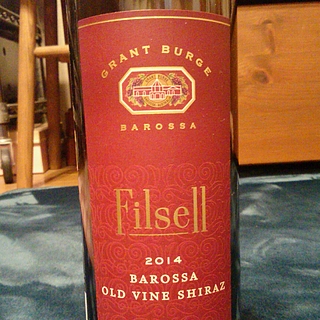 GRANT BURGE
BAROSSA
Filsell
2014
BAROSSA
OLD VINE SHIRAZ